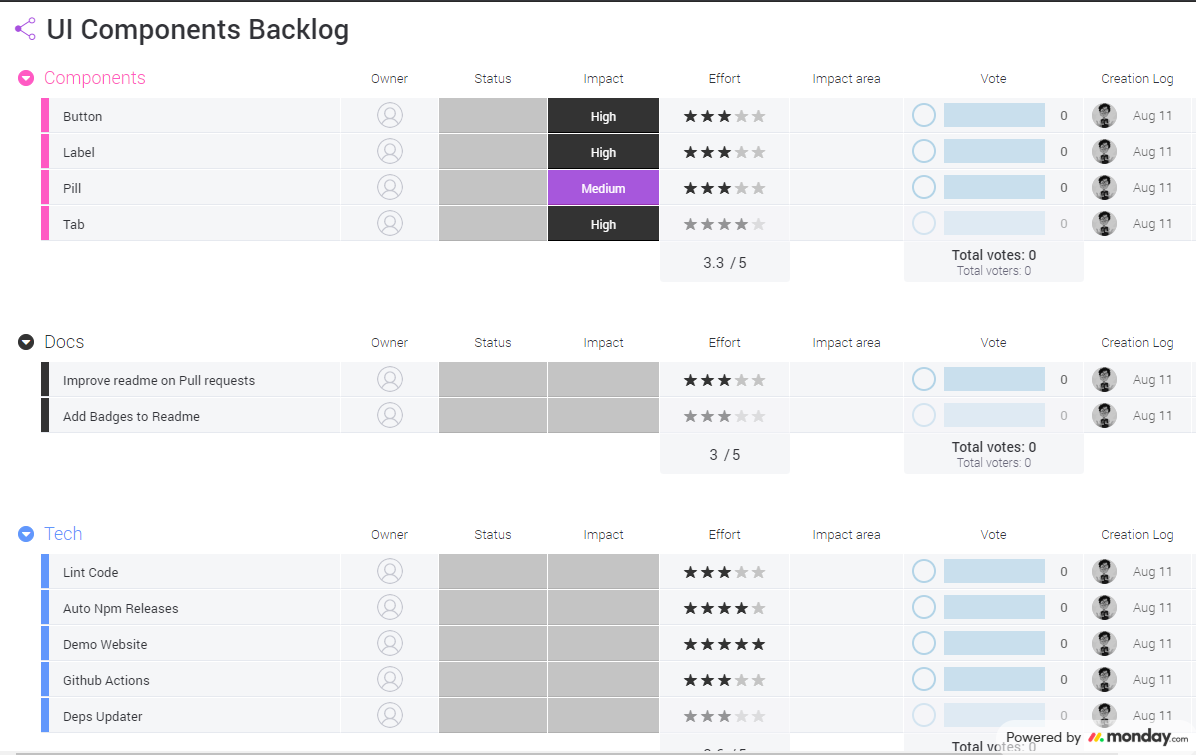 UI Components Backlog
Components Owner Status Impact Effort Impact area Vote Creation Log
Button High 0 Aug 11
Label High 0 Aug 11
Pill Medium 0 Aug 11
Tab High 0 Aug 11
3.3 / 5 Total votes: 0
Total voters: 0
Docs Owner Status Impact Effort Impact area Vote Creation Log
Improve readme on Pull requests 0 Aug 11
Add Badges to Readme 0 Aug 11
3 / 5 Total votes: 0
Total voters: 0
Tech Owner Status Impact Effort Impact area Vote Creation Log
Lint Code 0 Aug 11
Auto Npm Releases 0 Aug 11
Demo Website 0 Aug 11
Github Actions 0 Aug 11
Deps Updater 0 Aug 11
Powered by monday.com
Total votes: 0